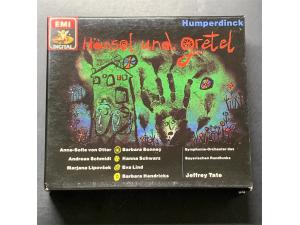 EMI
DIGITAL
Humperdinck
Hänsel und gretel
Anne-Sofie von Otter
Barbara Bonney
Symphonie-Orchester des
Andreas Schmidt
Hanna Schwarz
Bayerischen Rundfunks
Marjana Lipovšek
Eva Lind
Barbara Hendricks
Jeffrey Tate